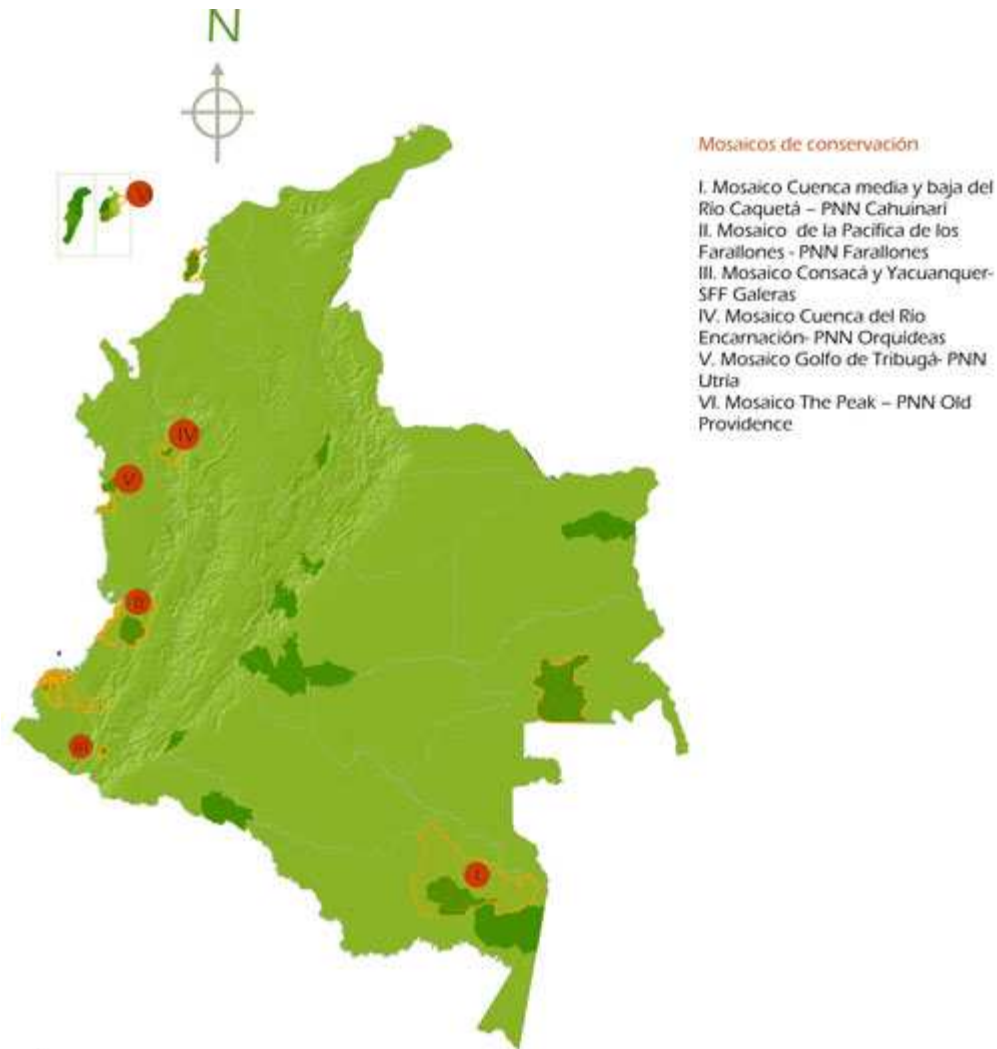 N
Mosaicos de conservación
I. Mosaico Cuenca media y baja del
Río Caquetá – PNN Cahuinarí
II. Mosaico de la Pacífica de los
Farallones - PNN Farallones
III. Mosaico Consacá y Yacuanquer-
SFF Galeras
IV. Mosaico Cuenca del Río
Encarnación- PNN Orquideas
V. Mosaico Golfo de Tribugá- PNN
Utría
VI. Mosaico The Peak – PNN Old
Providence
VI
IV
V
II
III
I